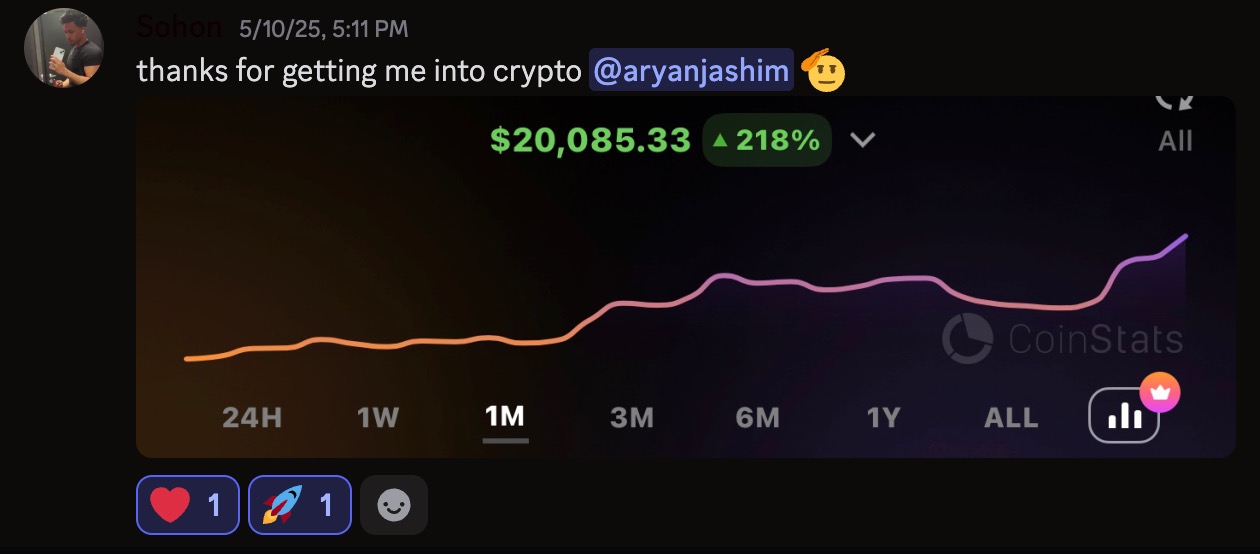 Sohon 5/10/25, 5:11 PM
thanks for getting me into crypto @aryanjashim
$20,085.33 ▲ 218%
All
CoinStats
24H 1W 1M 3M 6M 1Y ALL
1 1